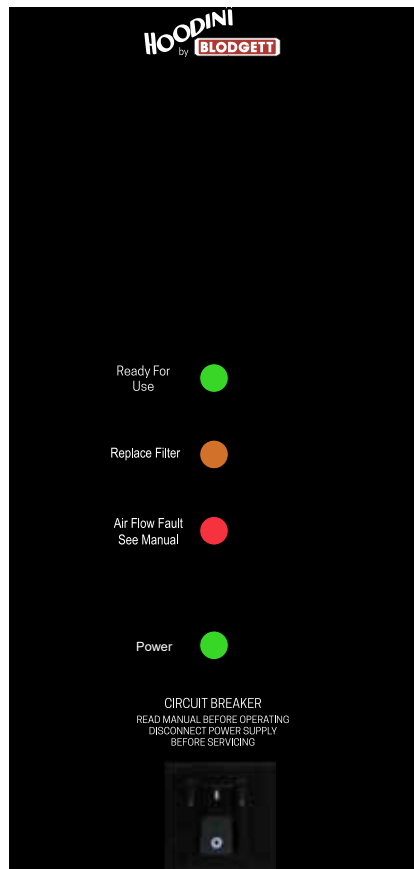 HOODINI
by BLODGETT
Ready For
Use
Replace Filter
Air Flow Fault
See Manual
Power
CIRCUIT BREAKER
READ MANUAL BEFORE OPERATING
DISCONNECT POWER SUPPLY
BEFORE SERVICING